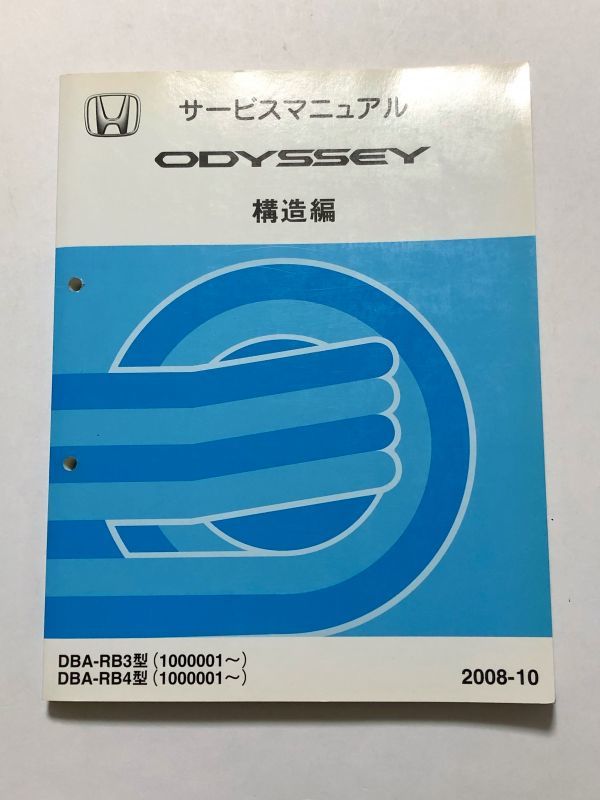 サービスマニュアル
ODYSSEY
構造編
DBA-RB3型(1000001～)
DBA-RB4型(1000001～)
2008-10